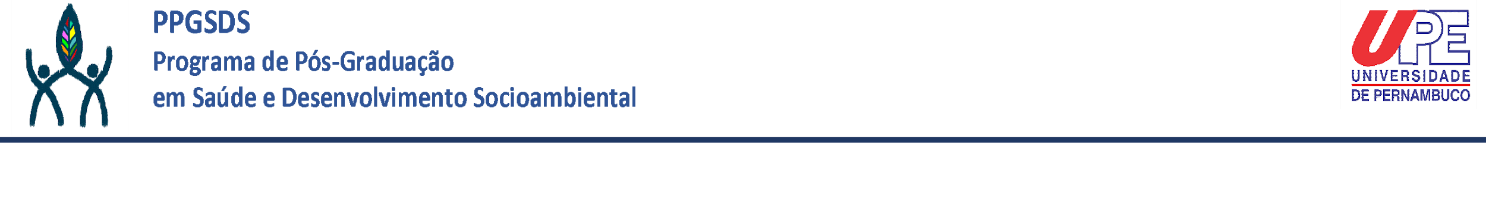 PPGSDS
Programa de Pós-Graduação
em Saúde e Desenvolvimento Socioambiental
UPE
UNIVERSIDADE
DE PERNAMBUCO